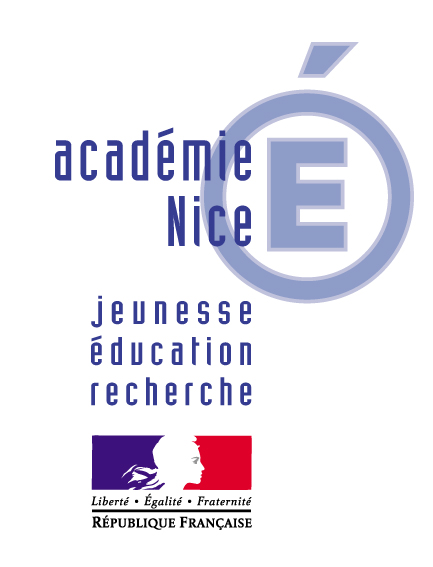 académie
Nice
É
jeunesse
éducation
recherche
Liberté • Égalité • Fraternité
RÉPUBLIQUE FRANÇAISE